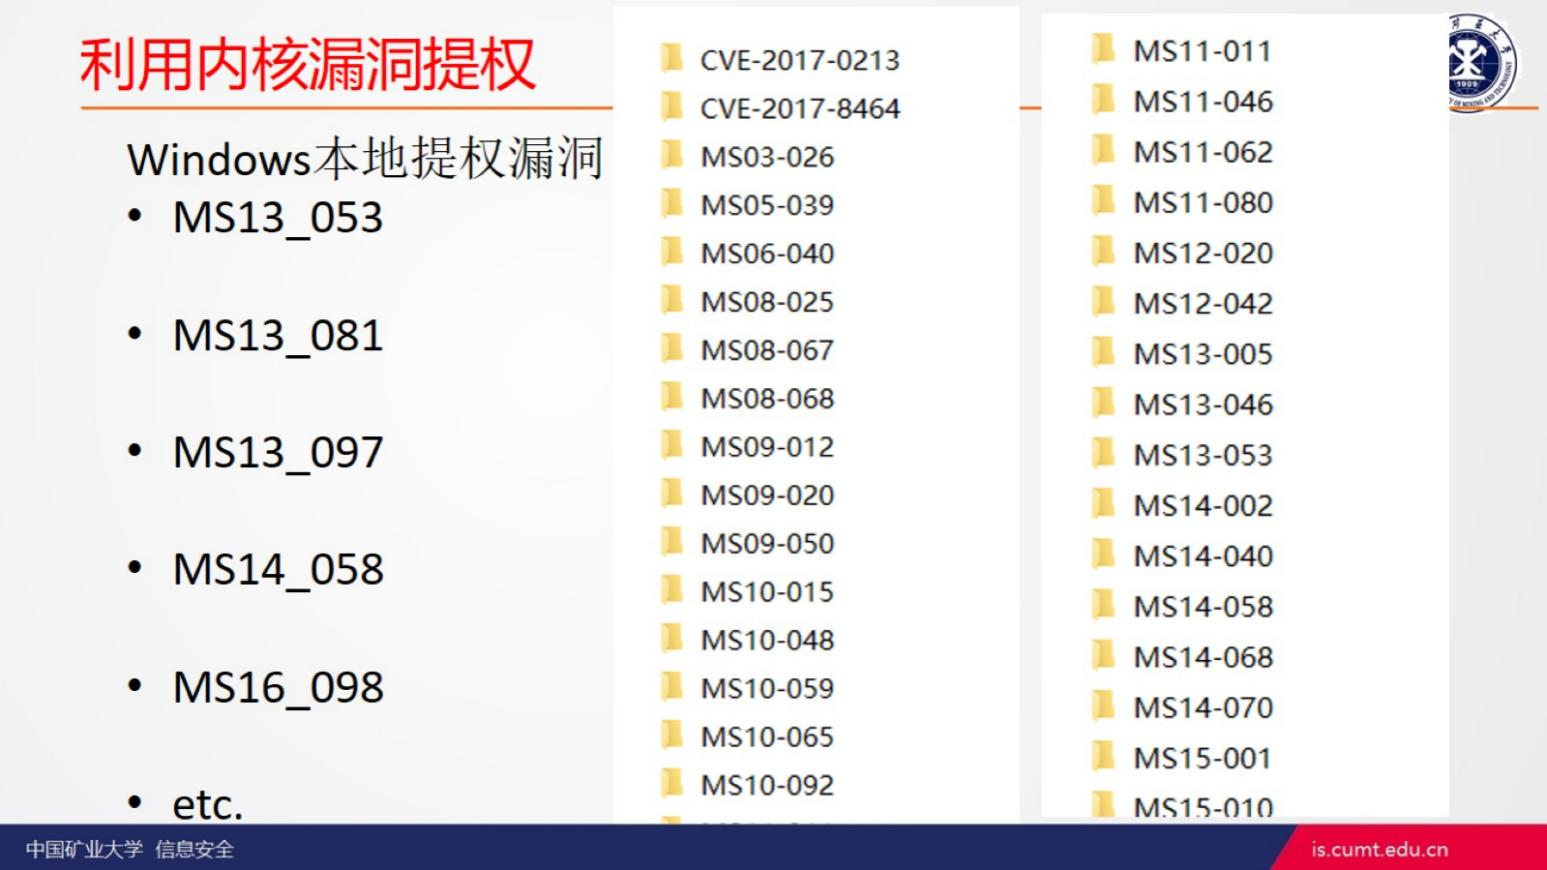 利用内核漏洞提权
Windows本地提权漏洞
• MS13_053
• MS13_081
• MS13_097
• MS14_058
• MS16_098
• etc.
CVE-2017-0213
CVE-2017-8464
MS03-026
MS05-039
MS06-040
MS08-025
MS08-067
MS08-068
MS09-012
MS09-020
MS09-050
MS10-015
MS10-048
MS10-059
MS10-065
MS10-092
MS11-011
MS11-046
MS11-062
MS11-080
MS12-020
MS12-042
MS13-005
MS13-046
MS13-053
MS14-002
MS14-040
MS14-058
MS14-068
MS14-070
MS15-001
MS15-010
1909
OF MINING AND TECHNOLOGY
中国矿业大学 信息安全
is.cumt.edu.cn